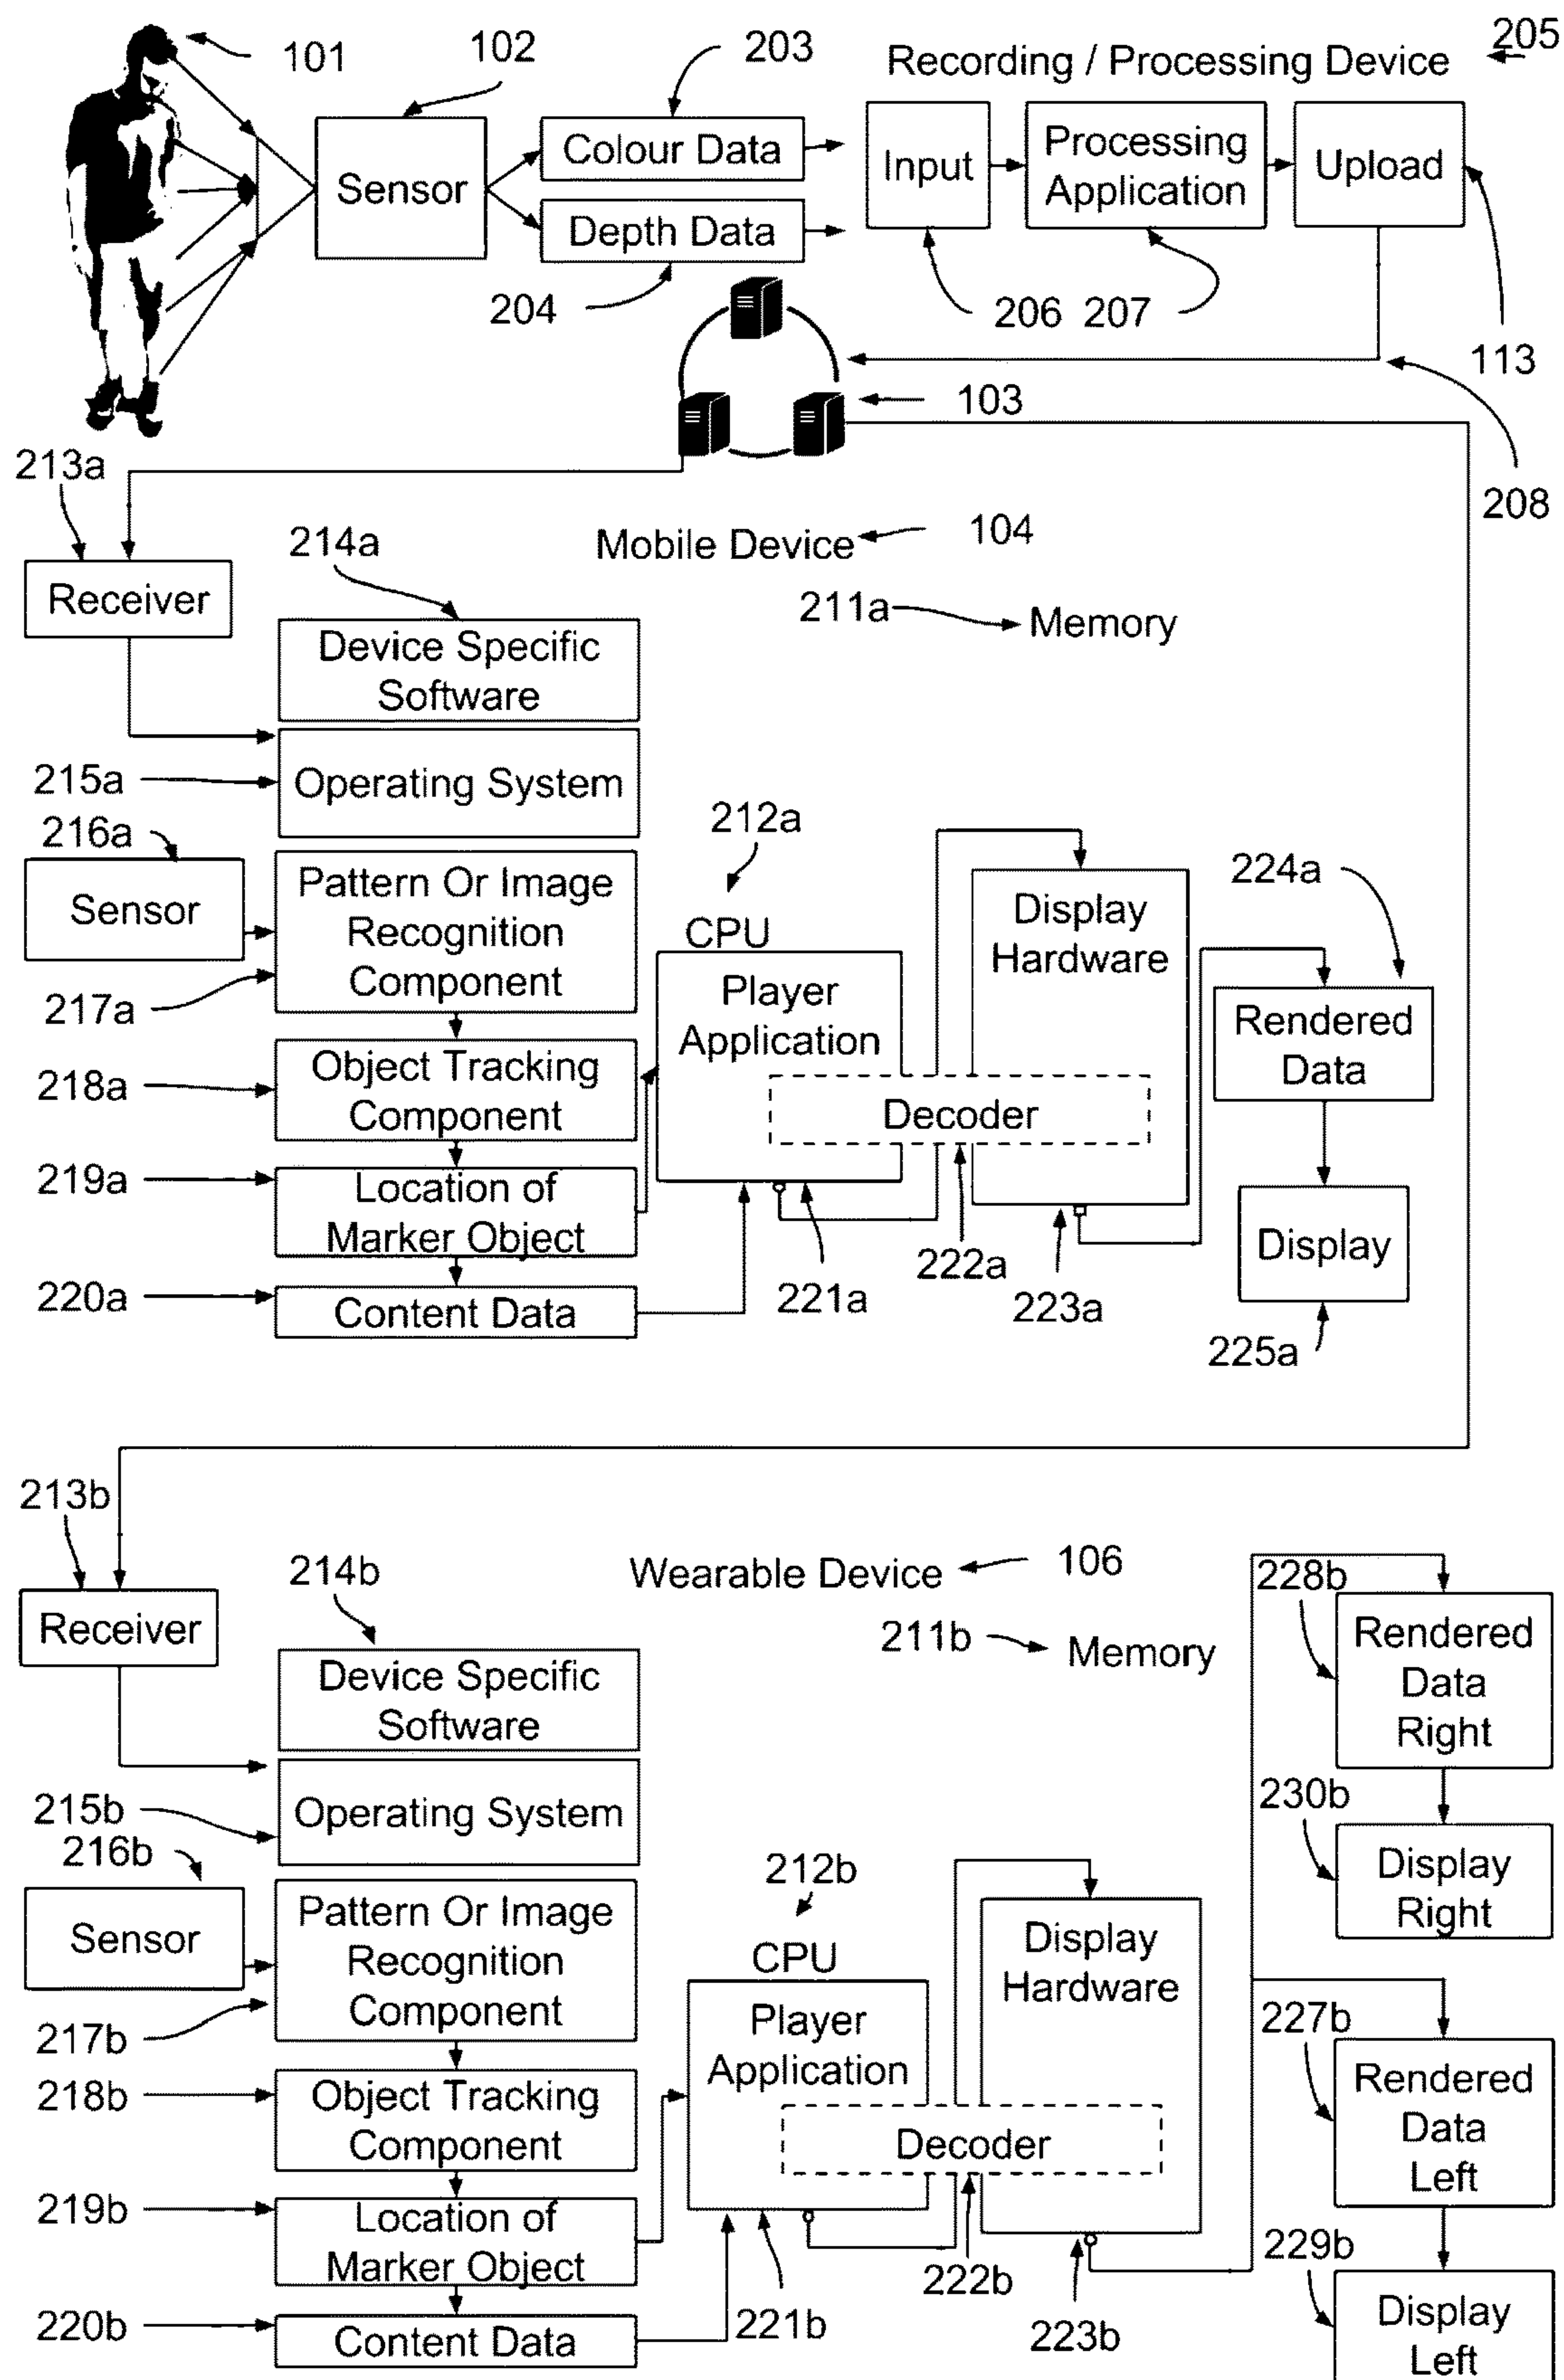 101
102
203
Recording / Processing Device
205
Sensor
Colour Data
Depth Data
Input
Processing
Application
Upload
204
206
207
113
103
208
213a
Receiver
214a
Mobile Device
104
211a
Memory
Device Specific
Software
215a
Operating System
216a
Sensor
Pattern Or Image
Recognition
Component
217a
212a
CPU
Player
Application
Display
Hardware
224a
Rendered
Data
218a
Object Tracking
Component
Decoder
219a
Location of
Marker Object
222a
Display
220a
Content Data
221a
223a
225a
213b
Receiver
214b
Wearable Device
106
211b
Memory
228b
Rendered
Data
Right
Device Specific
Software
215b
Operating System
230b
Display
Right
216b
Sensor
Pattern Or Image
Recognition
Component
217b
212b
CPU
Player
Application
Display
Hardware
227b
Rendered
Data
Left
218b
Object Tracking
Component
Decoder
219b
Location of
Marker Object
222b
229b
Display
Left
220b
Content Data
221b
223b